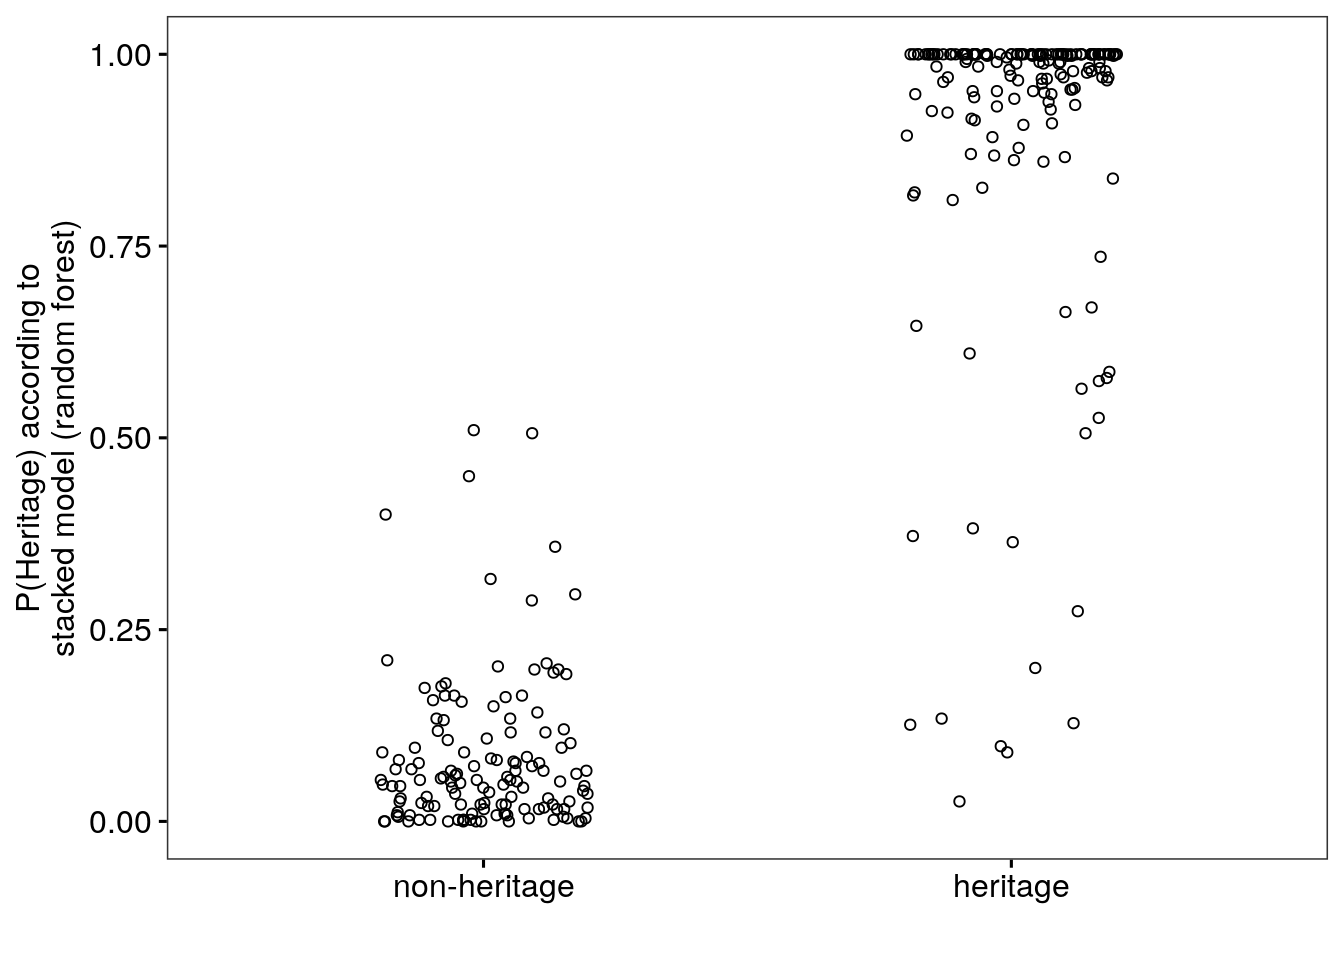 P(Heritage) according to
stacked model (random forest)
1.00
0.75
0.50
0.25
0.00
non-heritage
heritage